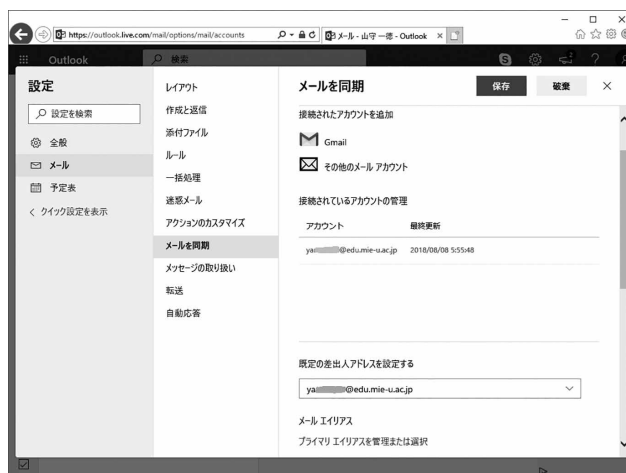 https://outlook.live.com/mail/options/mail/accounts
メール - 山守 一徳 - Outlook
Outlook
検索
設定
設定を検索
全般
メール
予定表
クイック設定を表示
レイアウト
作成と返信
添付ファイル
ルール
一括処理
迷惑メール
アクションのカスタマイズ
メールを同期
メッセージの取り扱い
転送
自動応答
メールを同期
保存
破棄
接続されたアカウントを追加
Gmail
その他のメール アカウント
接続されているアカウントの管理
アカウント 最終更新
@edu.mie-u.ac.jp 2018/08/08 5:55:48
既定の差出人アドレスを設定する
@edu.mie-u.ac.jp
メール エイリアス
プライマリ エイリアスを管理または選択